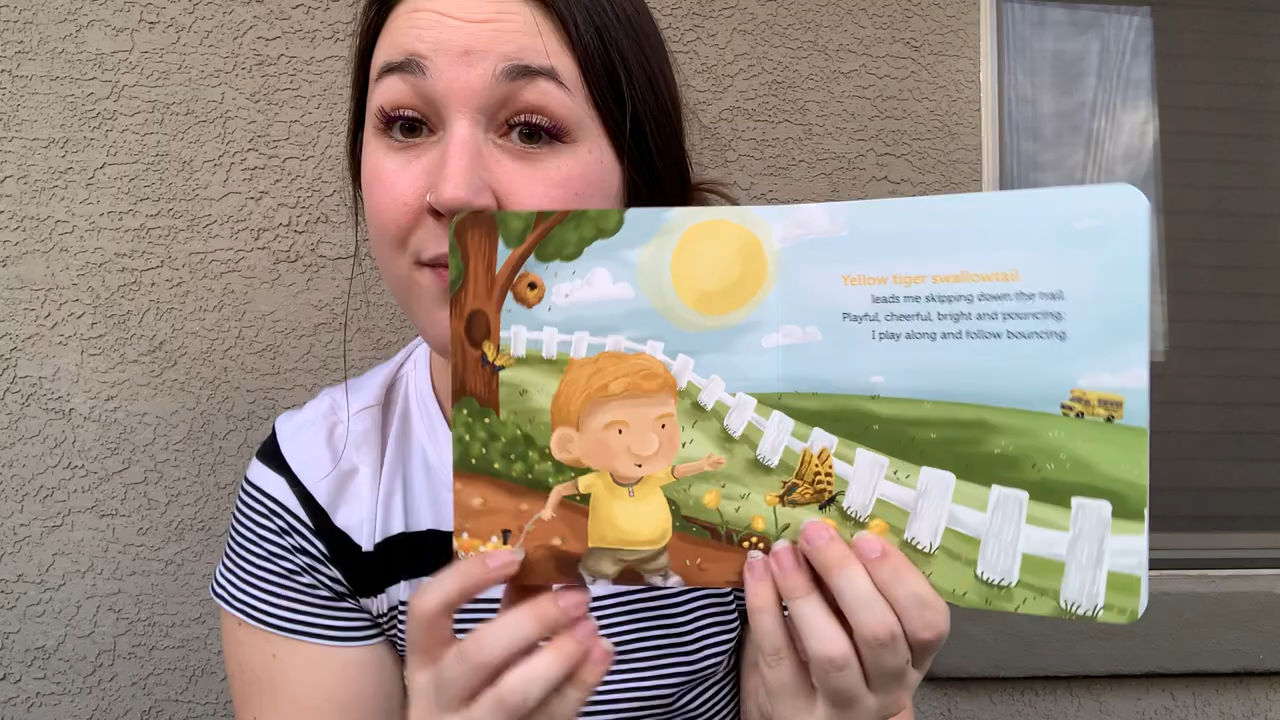 Yellow tiger swallowtail
leads me skipping down the trail.
Playful, cheerful, bright and pouncing.
I play along and follow bouncing.